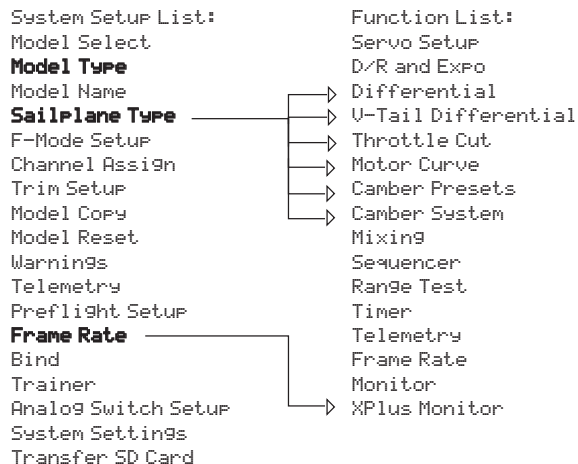 System Setup List:
Model Select
Model Type
Model Name
Sailplane Type
F-Mode Setup
Channel Assign
Trim Setup
Model Copy
Model Reset
Warnings
Telemetry
Preflight Setup
Frame Rate
Bind
Trainer
Analog Switch Setup
System Settings
Transfer SD Card
Function List:
Servo Setup
D/R and Expo
Differential
V-Tail Differential
Throttle Cut
Motor Curve
Camber Presets
Camber System
Mixing
Sequencer
Range Test
Timer
Telemetry
Frame Rate
Monitor
XPlus Monitor